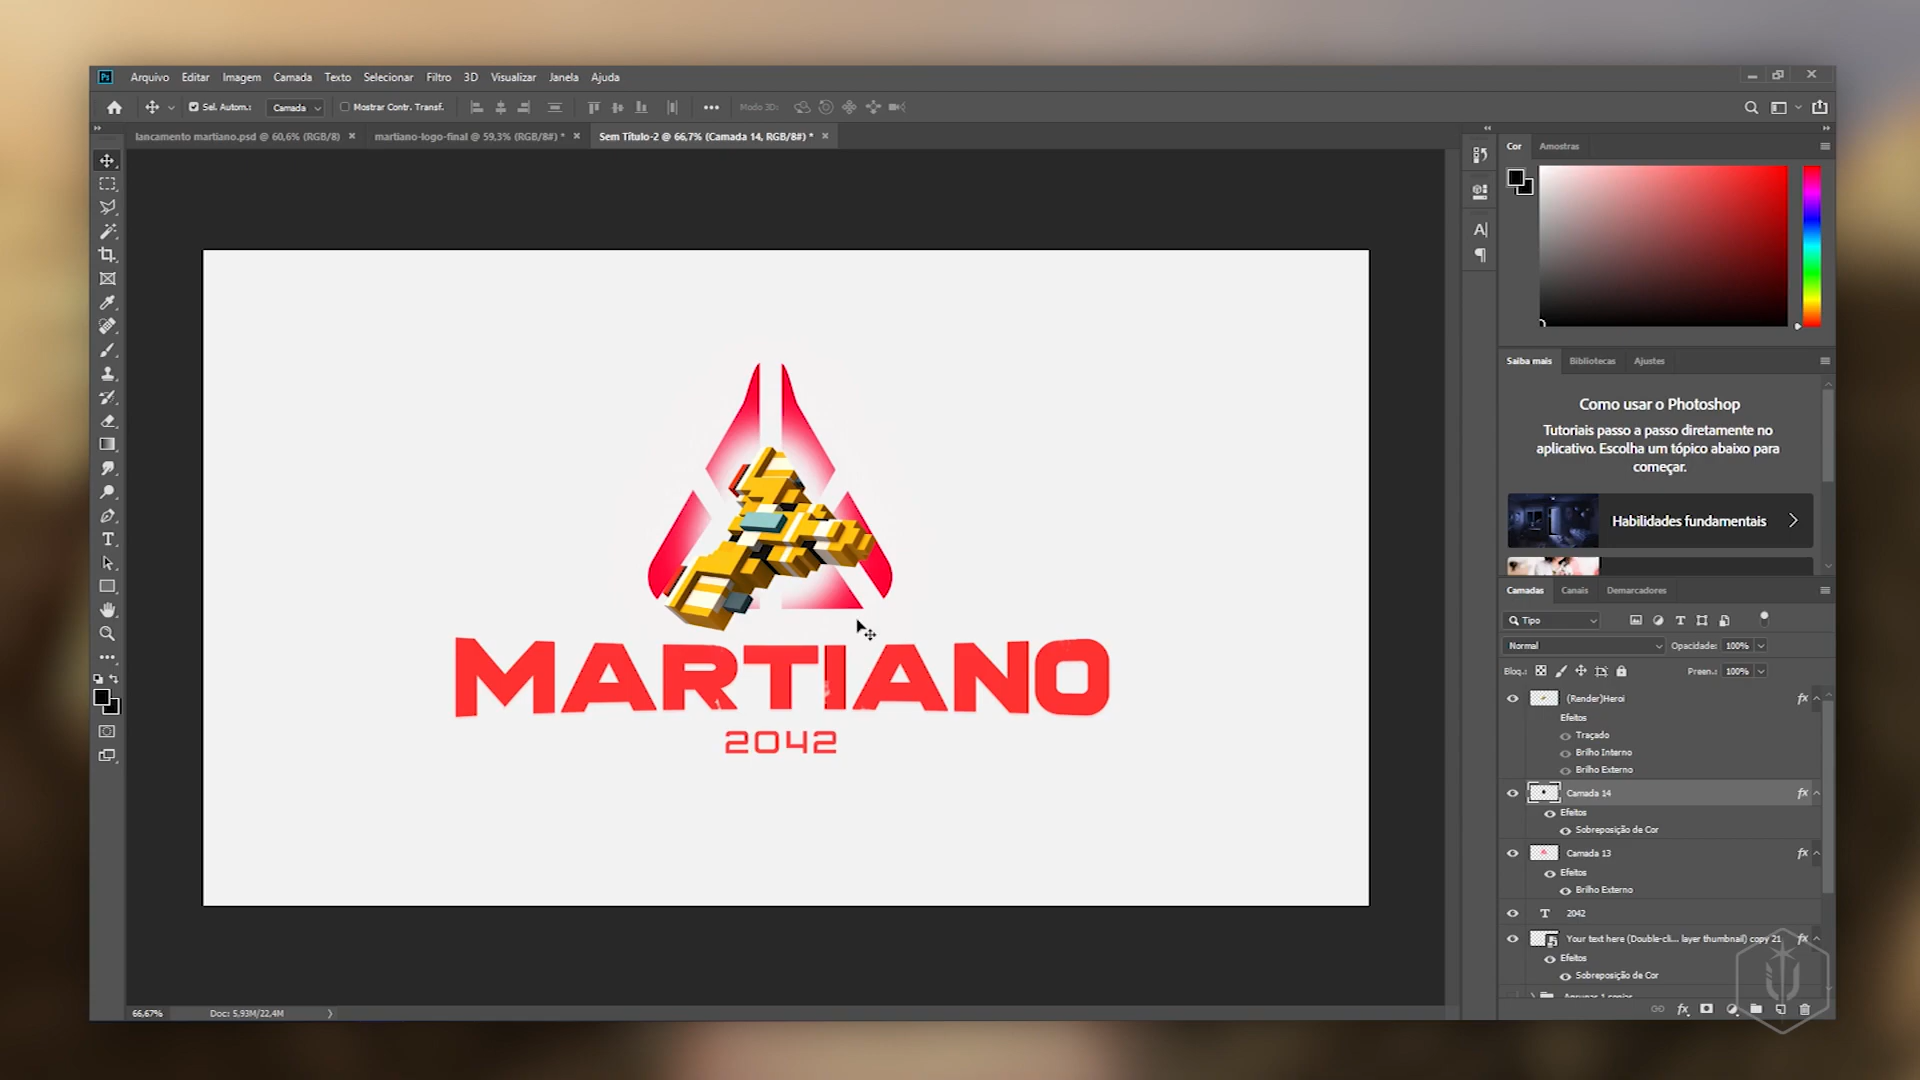 Ps Arquivo Editar Imagem Camada Texto Selecionar Filtro 3D Visualizar Janela Ajuda
Sel. Autom.: Camada Mostrar Contr. Transf. Modo 3D:
lancamento martiano.psd @ 60,6% (RGB/8) martiano-logo-final @ 59,3% (RGB/8#) * Sem Título-2 @ 66,7% (Camada 14, RGB/8#) *
Cor Amostras
Saiba mais Bibliotecas Ajustes
Como usar o Photoshop
Tutoriais passo a passo diretamente no
aplicativo. Escolha um tópico abaixo para
começar.
Habilidades fundamentais
MARTIANO
2042
Camadas Canais Demarcadores
Tipo
Normal Opacidade: 100%
Bloq.: Preen.: 100%
(Render)Heroi fx
Efeitos
Traçado
Brilho Interno
Brilho Externo
Camada 14 fx
Efeitos
Sobreposição de Cor
Camada 13 fx
Efeitos
Brilho Externo
T 2042
Your text here (Double-cli... layer thumbnail) copy 21 fx
Efeitos
Sobreposição de Cor
66,67% Doc: 5,93M/22,4M